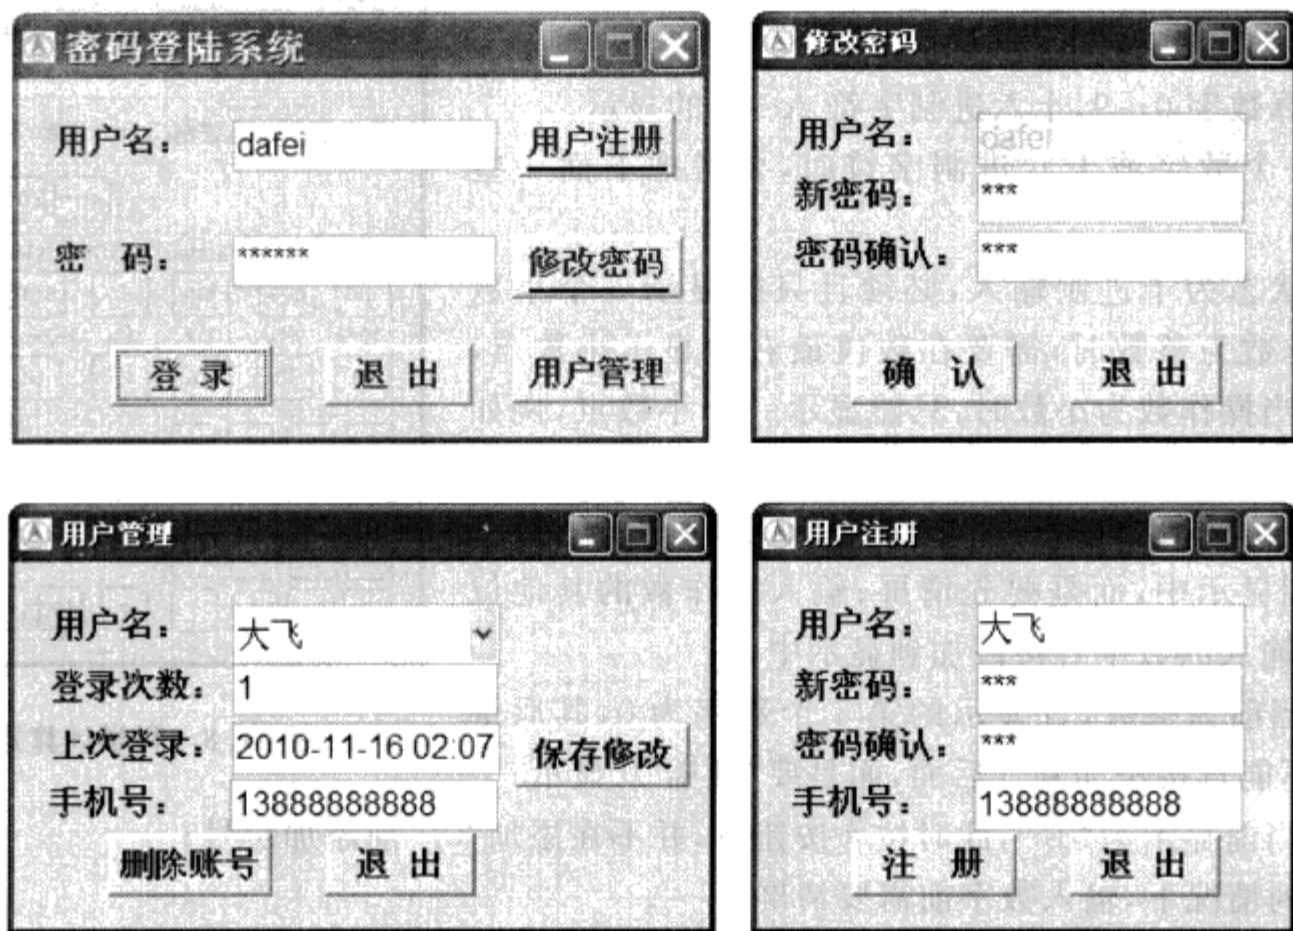 密码登陆系统
用户名： dafei 用户注册
密 码： ****** 修改密码
登 录 退 出 用户管理
修改密码
用户名： dafei
新密码： ***
密码确认： ***
确 认 退 出
用户管理
用户名： 大飞
登录次数： 1
上次登录： 2010-11-16 02:07
保存修改
手机号： 13888888888
删除账号 退 出
用户注册
用户名： 大飞
新密码： ***
密码确认： ***
手机号： 13888888888
注 册 退 出